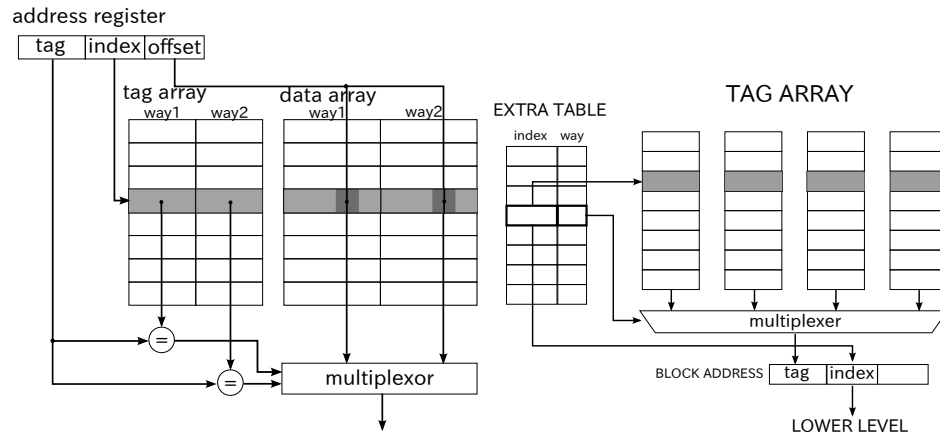 address register
tag index offset
tag array
way1 way2
data array
way1 way2
=
=
multiplexor
EXTRA TABLE
index way
TAG ARRAY
multiplexer
BLOCK ADDRESS
tag index
LOWER LEVEL